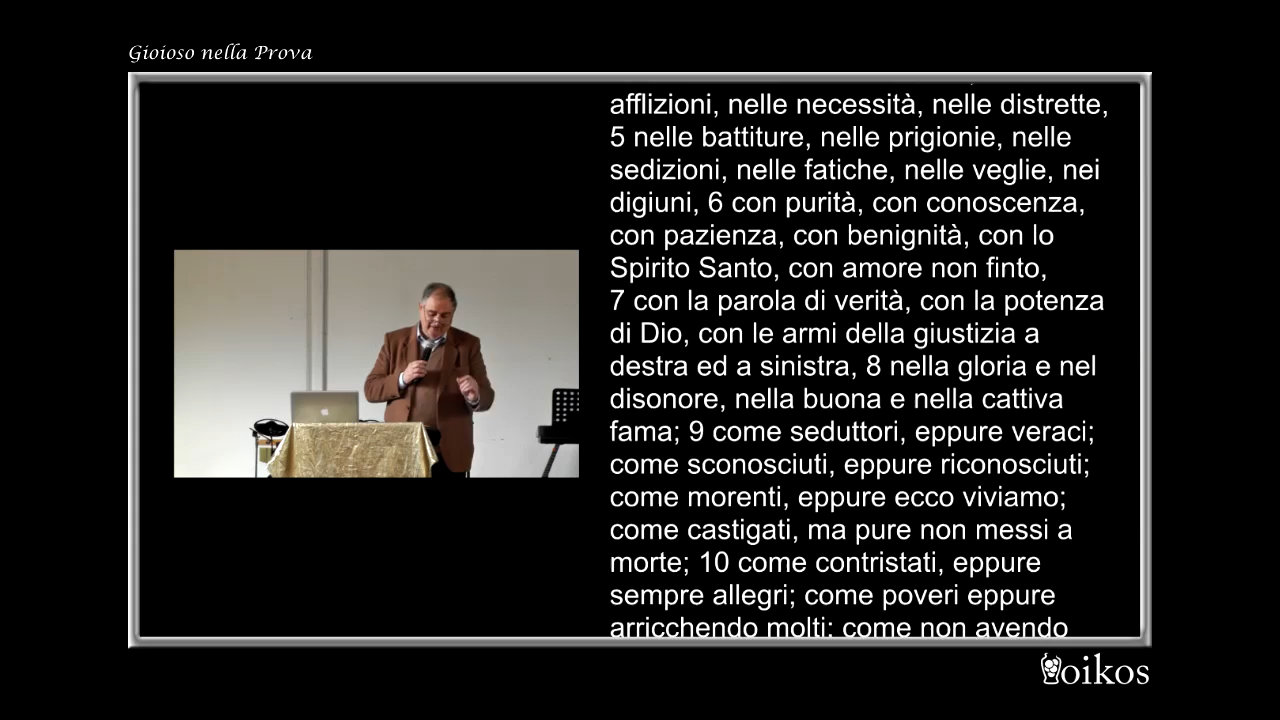 Gioioso nella Prova
afflizioni, nelle necessità, nelle distrette,
5 nelle battiture, nelle prigionie, nelle
sedizioni, nelle fatiche, nelle veglie, nei
digiuni, 6 con purità, con conoscenza,
con pazienza, con benignità, con lo
Spirito Santo, con amore non finto,
7 con la parola di verità, con la potenza
di Dio, con le armi della giustizia a
destra ed a sinistra, 8 nella gloria e nel
disonore, nella buona e nella cattiva
fama; 9 come seduttori, eppure veraci;
come sconosciuti, eppure riconosciuti;
come morenti, eppure ecco viviamo;
come castigati, ma pure non messi a
morte; 10 come contristati, eppure
sempre allegri; come poveri eppure
arricchendo molti; come non avendo
oikos